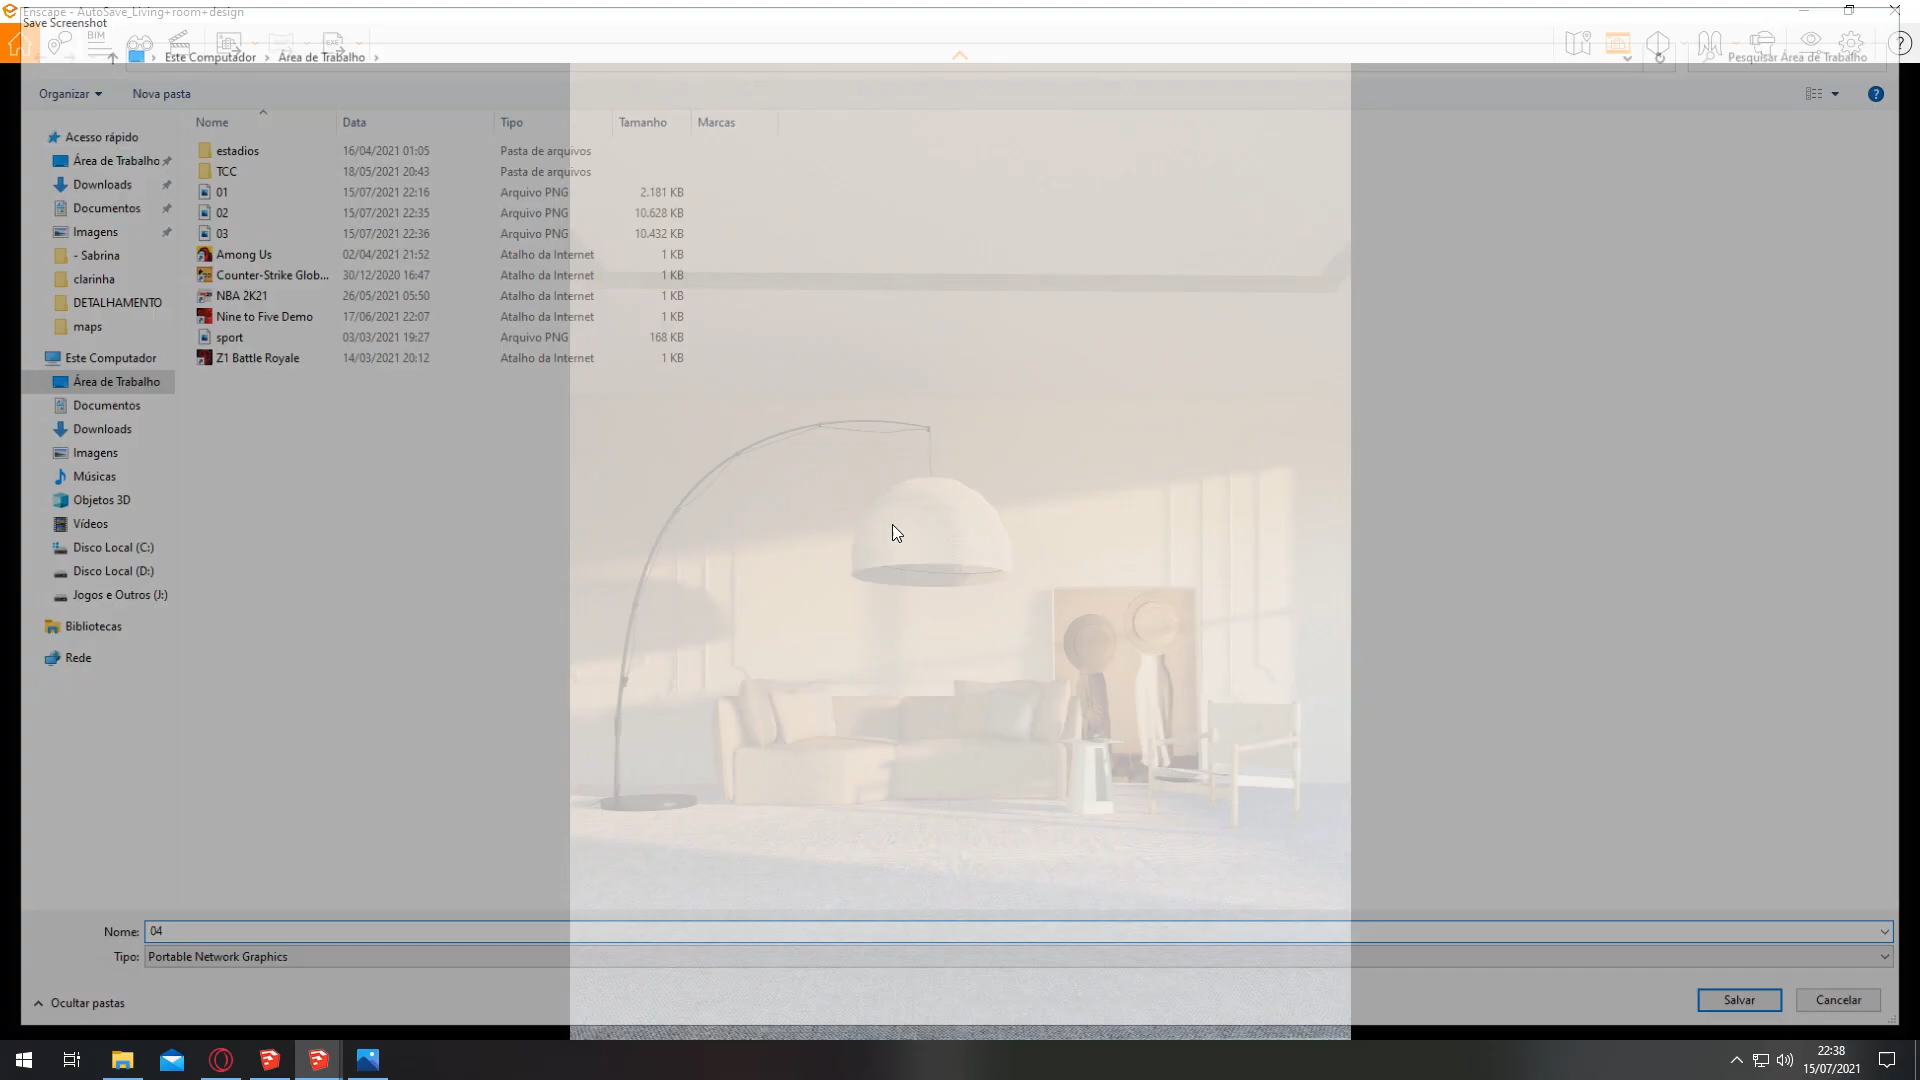 Enscape - AutoSave_Living+room+design
Save Screenshot
BIM
EXE
Este Computador
Área de Trabalho
Pesquisar Área de Trabalho
Organizar
Nova pasta
Nome Data Tipo Tamanho Marcas
estadios 16/04/2021 01:05 Pasta de arquivos
TCC 18/05/2021 20:43 Pasta de arquivos
01 15/07/2021 22:16 Arquivo PNG 2.181 KB
02 15/07/2021 22:35 Arquivo PNG 10.628 KB
03 15/07/2021 22:36 Arquivo PNG 10.432 KB
Among Us 02/04/2021 21:52 Atalho da Internet 1 KB
Counter-Strike Glob... 30/12/2020 16:47 Atalho da Internet 1 KB
NBA 2K21 26/05/2021 05:50 Atalho da Internet 1 KB
Nine to Five Demo 17/06/2021 22:07 Atalho da Internet 1 KB
sport 03/03/2021 19:27 Arquivo PNG 168 KB
Z1 Battle Royale 14/03/2021 20:12 Atalho da Internet 1 KB
Acesso rápido
Área de Trabalho
Downloads
Documentos
Imagens
- Sabrina
clarinha
DETALHAMENTO
maps
Este Computador
Área de Trabalho
Documentos
Downloads
Imagens
Músicas
Objetos 3D
Vídeos
Disco Local (C:)
Disco Local (D:)
Jogos e Outros (J:)
Bibliotecas
Rede
Nome: 04
Tipo: Portable Network Graphics
Ocultar pastas
Salvar
Cancelar
22:38
15/07/2021